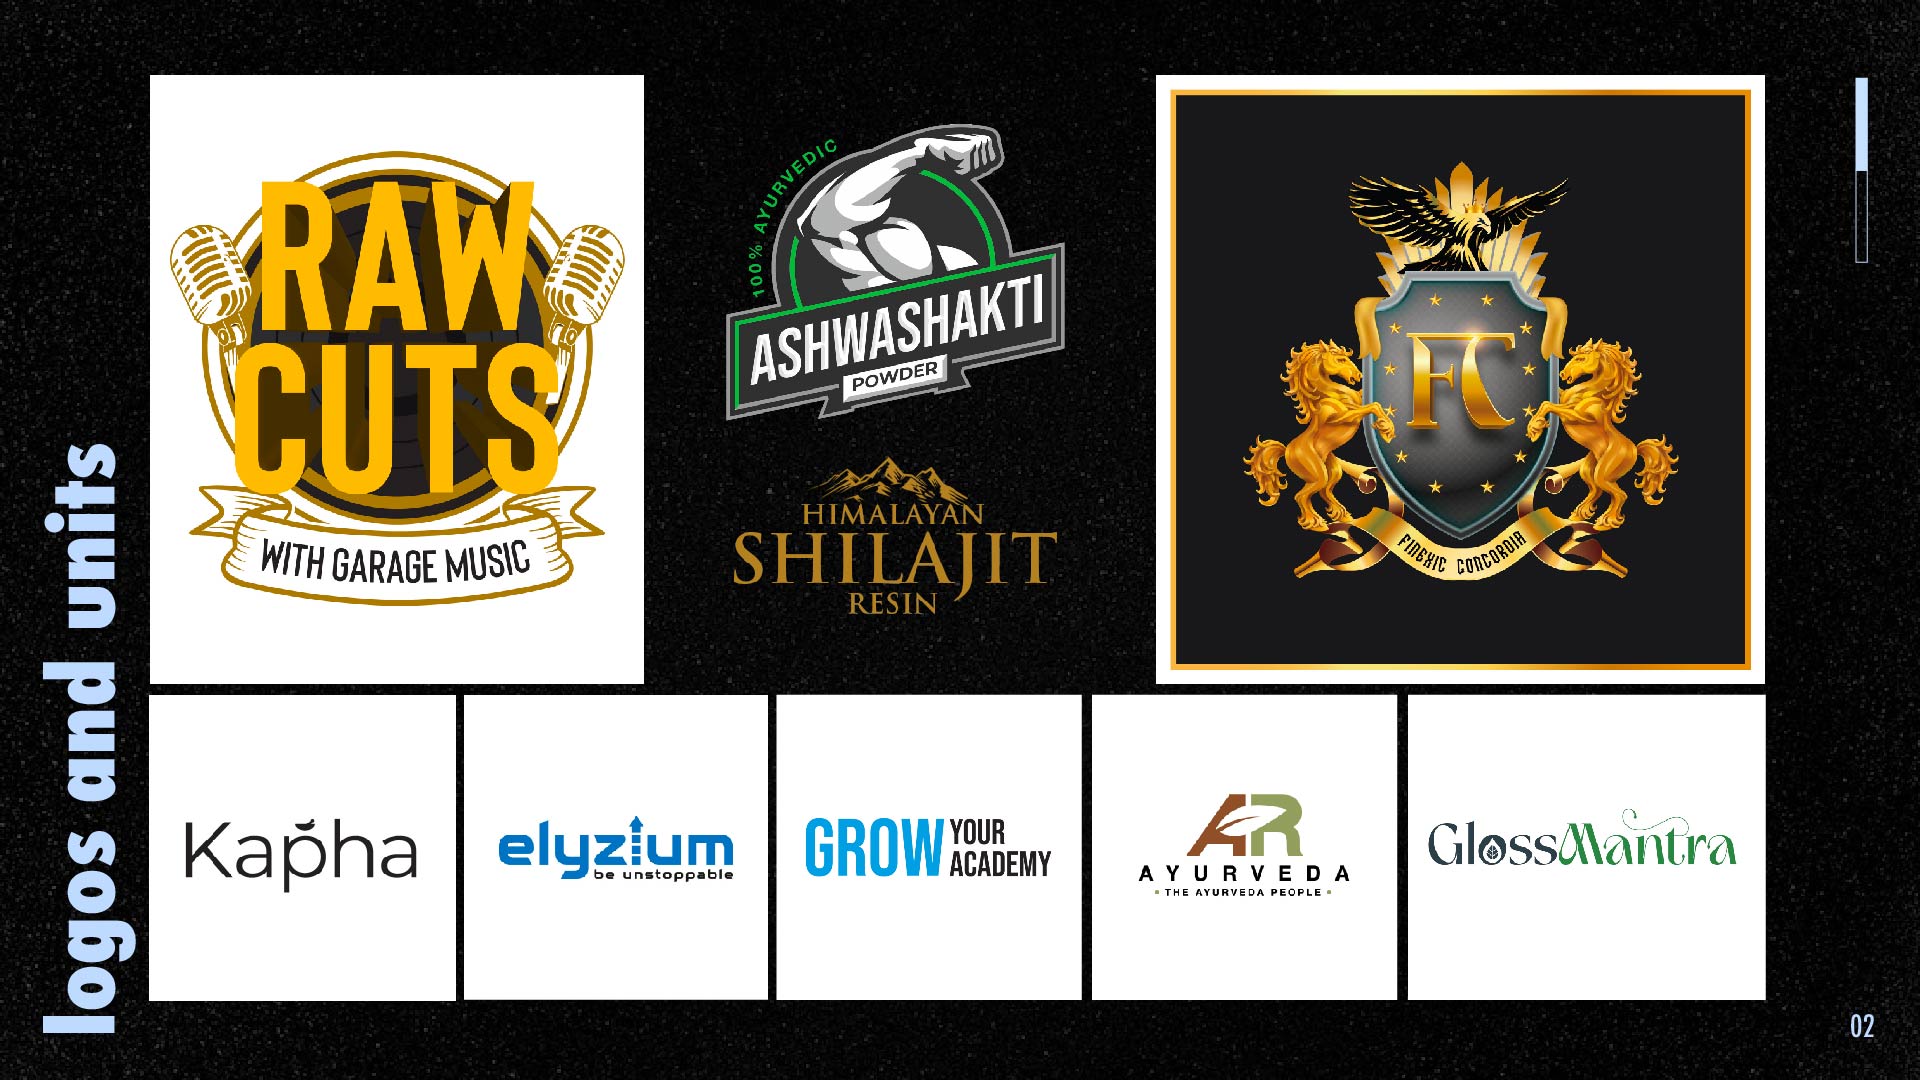 logos and units
RAW
CUTS
WITH GARAGE MUSIC
100% AYURVEDIC
ASHWASHAKTI
POWDER
HIMALAYAN
SHILAJIT
RESIN
FC
FINEXIC CONCORDIA
Kapha
elyzium
be unstoppable
GROW YOUR
ACADEMY
AR
AYURVEDA
• THE AYURVEDA PEOPLE •
GlossMantra
02